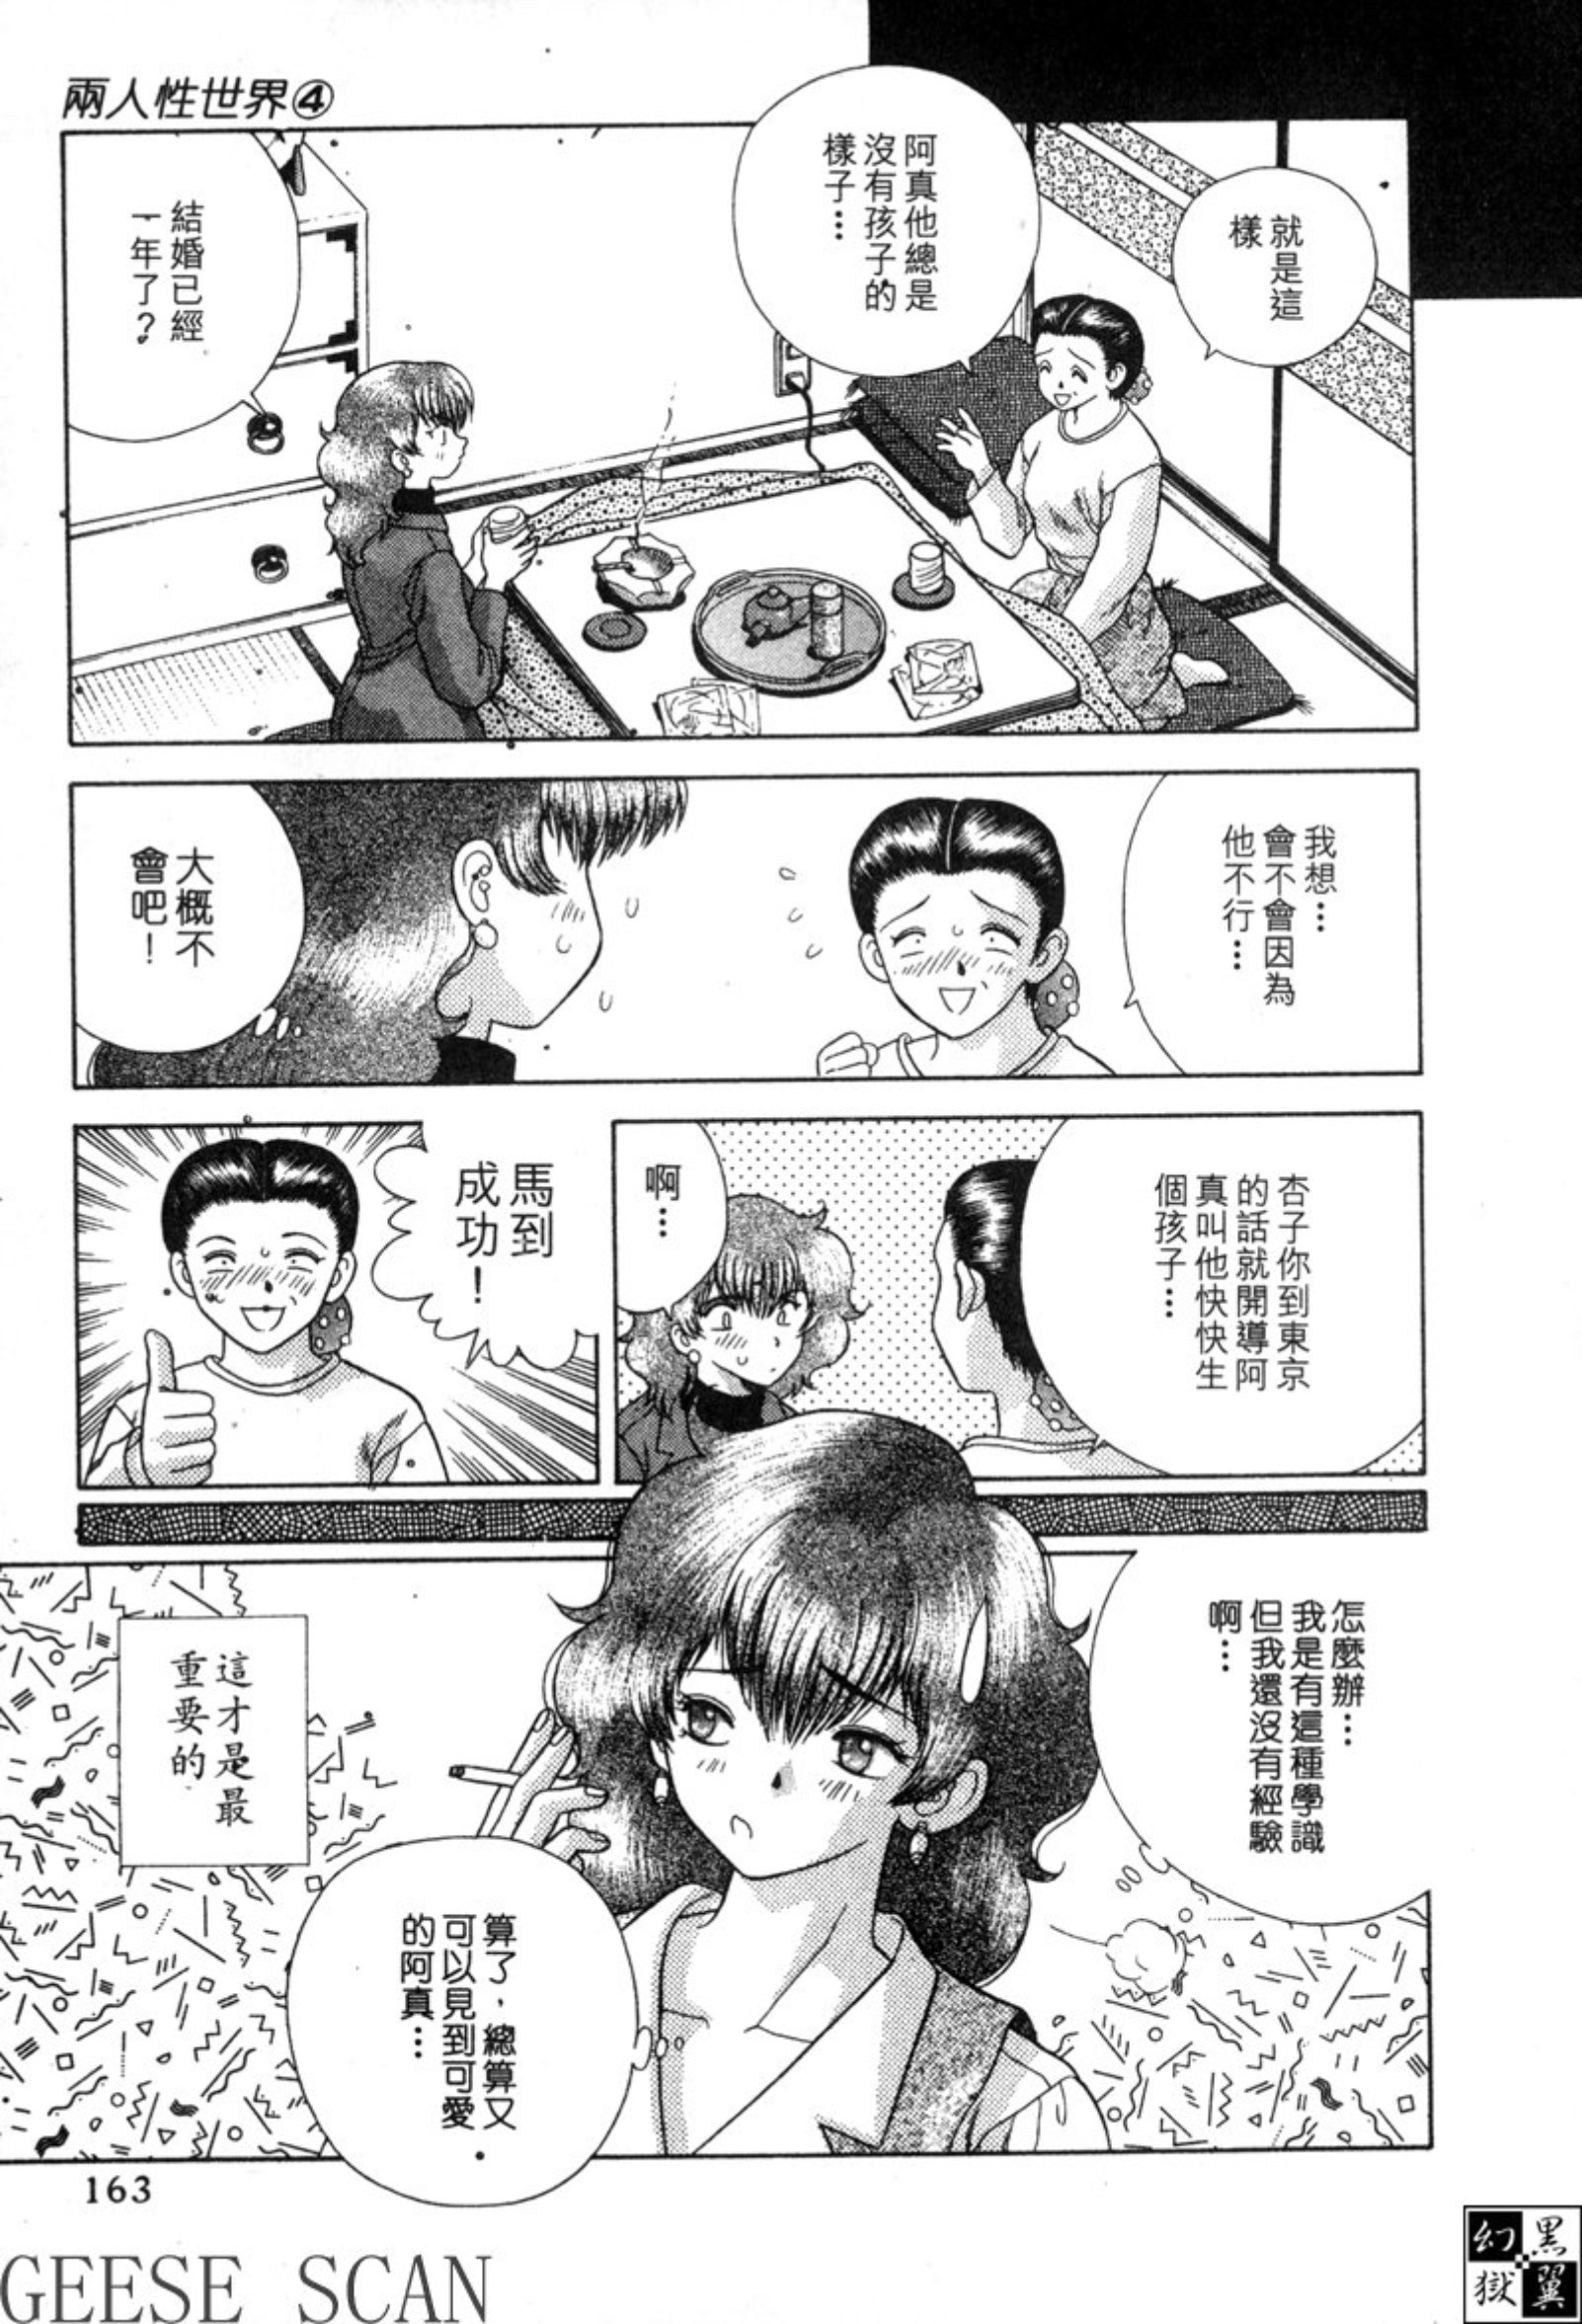 兩人性世界④
就是這
樣
阿真他總是
沒有孩子的
樣子…
結婚已經
一年了？
我想…
會不會因為
他不行…
大概不
會吧！
杏子你到東京
的話就開導阿
真叫他快快生
個孩子…
啊…
馬到
成功！
怎麼辦…
我是有這種學識
但我還沒有經驗
啊…
這才是最
重要的
算了，總算又
可以見到可愛
的阿真…
163
GEESE SCAN
黑翼
幻獄